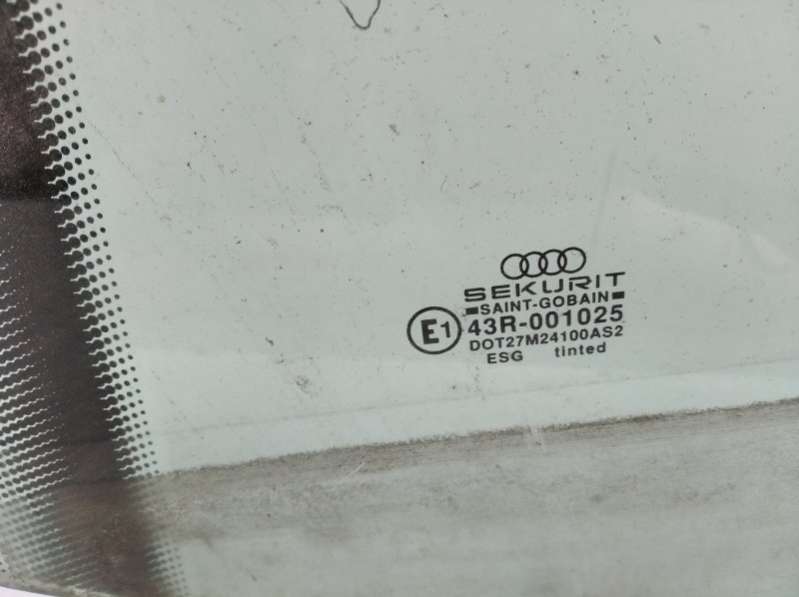 SEKURIT
SAINT-GOBAIN
E1 43R-001025
DOT27M24100AS2
ESG tinted